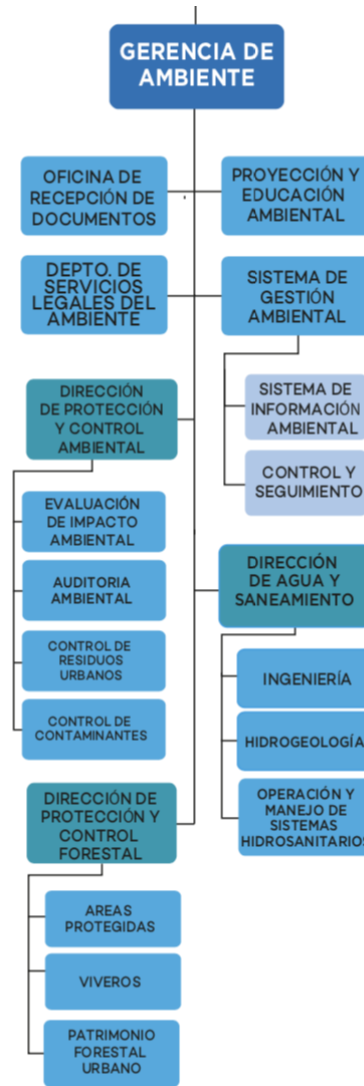 GERENCIA DE
AMBIENTE
OFICINA DE
RECEPCIÓN DE
DOCUMENTOS
PROYECCIÓN Y
EDUCACIÓN
AMBIENTAL
DEPTO. DE
SERVICIOS
LEGALES DEL
AMBIENTE
SISTEMA DE
GESTIÓN
AMBIENTAL
SISTEMA DE
INFORMACIÓN
AMBIENTAL
CONTROL Y
SEGUIMIENTO
DIRECCIÓN
DE PROTECCIÓN
Y CONTROL
AMBIENTAL
EVALUACIÓN
DE IMPACTO
AMBIENTAL
AUDITORIA
AMBIENTAL
CONTROL DE
RESIDUOS
URBANOS
CONTROL DE
CONTAMINANTES
DIRECCIÓN
DE AGUA Y
SANEAMIENTO
INGENIERÍA
HIDROGEOLOGÍA
OPERACIÓN Y
MANEJO DE
SISTEMAS
HIDROSANITARIOS
DIRECCIÓN DE
PROTECCIÓN Y
CONTROL
FORESTAL
AREAS
PROTEGIDAS
VIVEROS
PATRIMONIO
FORESTAL
URBANO